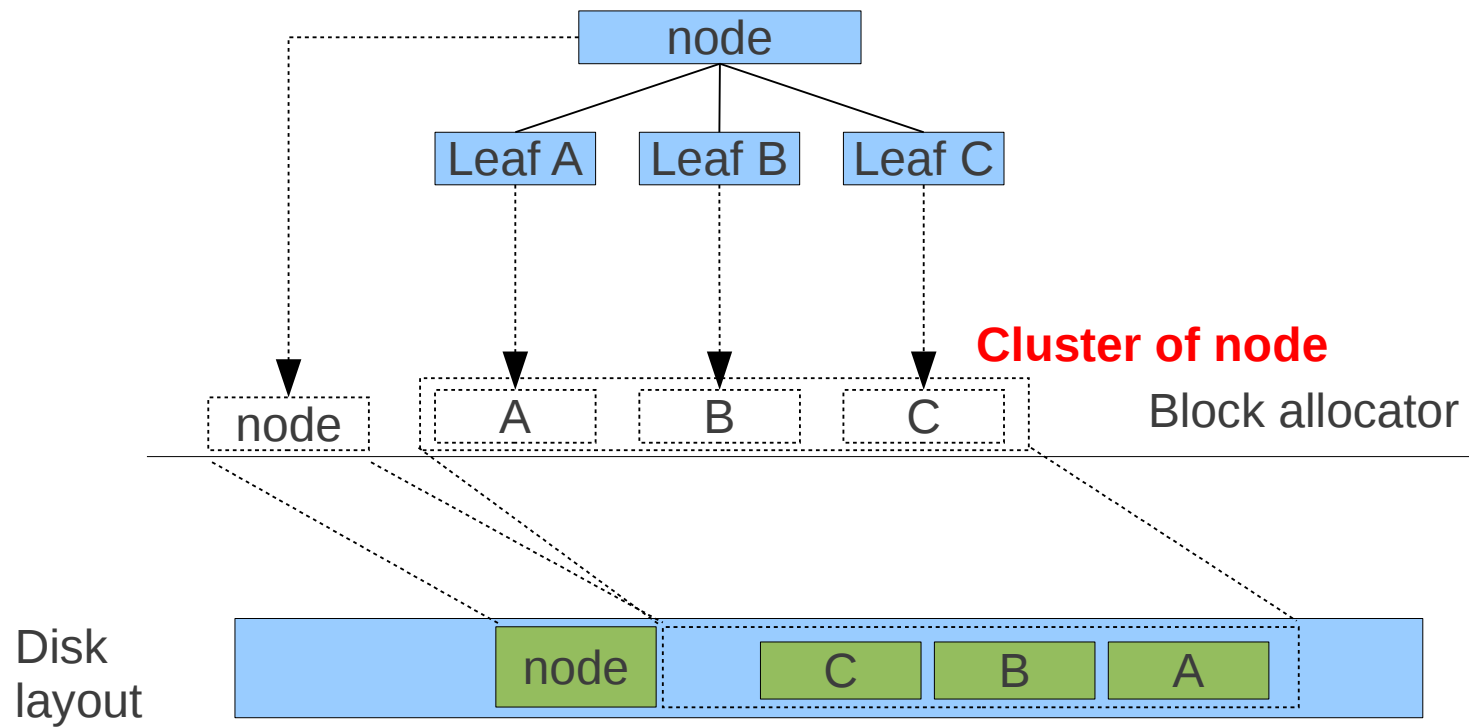 node
Leaf A
Leaf B
Leaf C
Cluster of node
Block allocator
node
A
B
C
Disk
layout
node
C
B
A